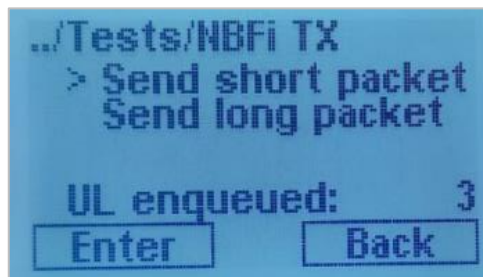 ../Tests/NBFi TX
> Send short packet
Send long packet
UL enqueued: 3
Enter Back